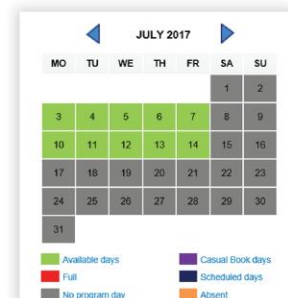 JULY 2017
MO TU WE TH FR SA SU
1 2
3 4 5 6 7 8 9
10 11 12 13 14 15 16
17 18 19 20 21 22 23
24 25 26 27 28 29 30
31
Available days Casual Book days
Full Scheduled days
No program day Absent